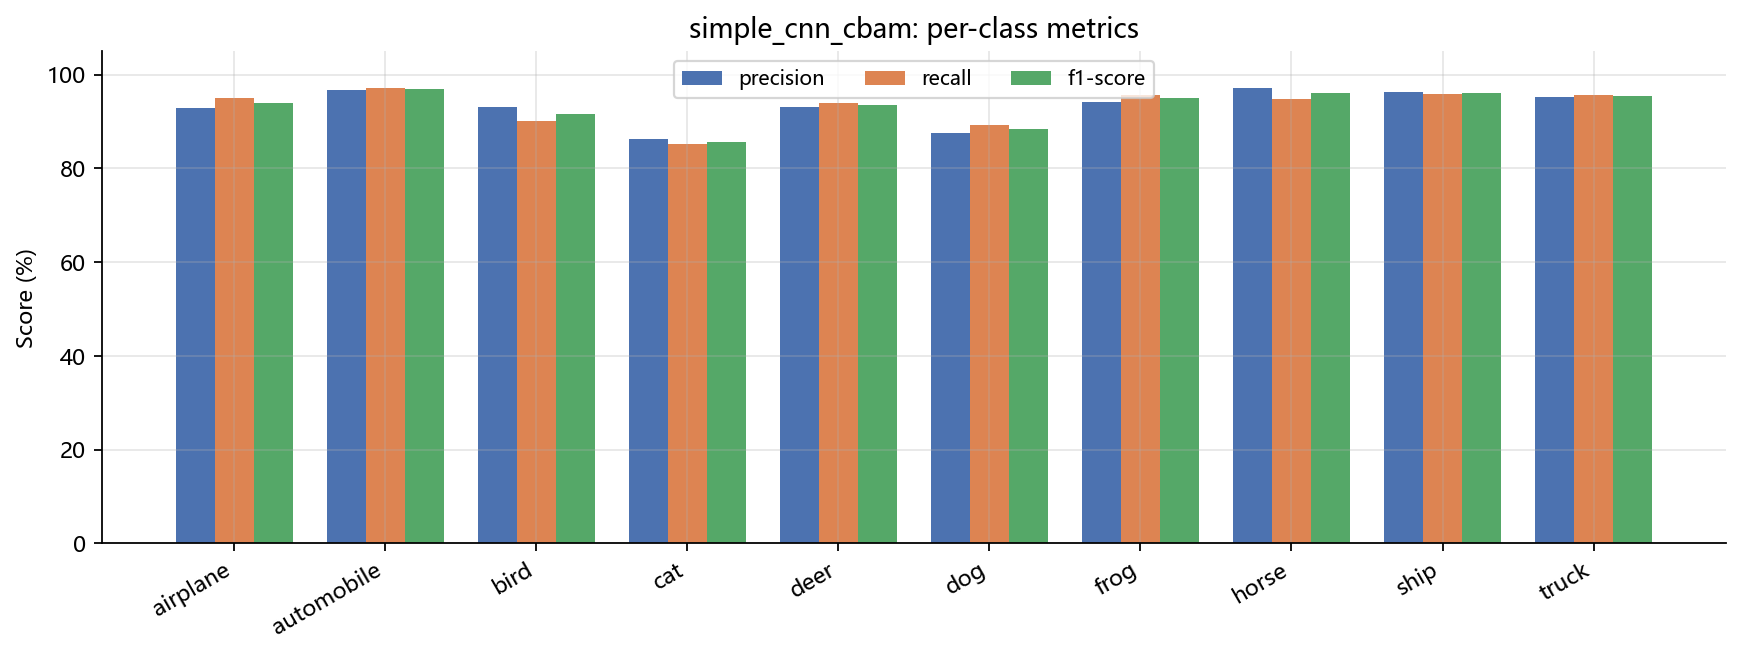 simple_cnn_cbam: per-class metrics
precision recall f1-score
100
80
60
40
20
0
Score (%)
airplane automobile bird cat deer dog frog horse ship truck